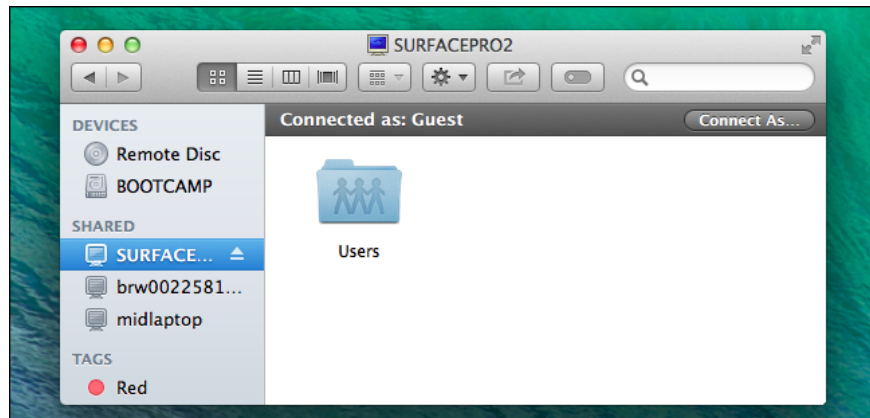 SURFACEPRO2
DEVICES
Remote Disc
BOOTCAMP
SHARED
SURFACE...
brw0022581...
midlaptop
TAGS
Red
Connected as: Guest
Connect As...
Users